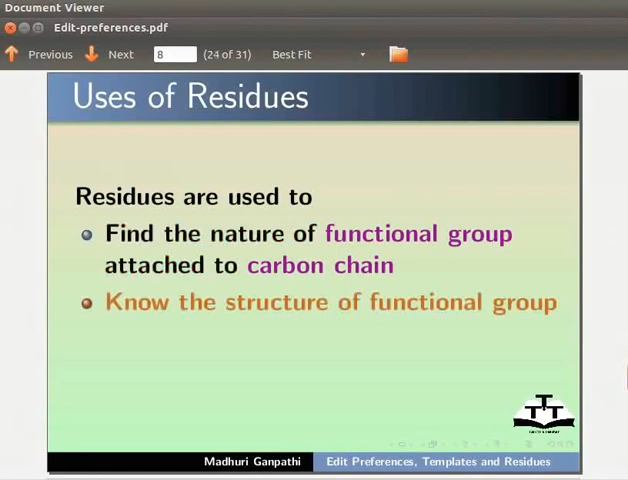 Document Viewer
Edit-preferences.pdf
Previous Next 8 (24 of 31) Best Fit
Uses of Residues
Residues are used to
Find the nature of functional group
attached to carbon chain
Know the structure of functional group
TTT
Madhuri Ganpathi Edit Preferences, Templates and Residues